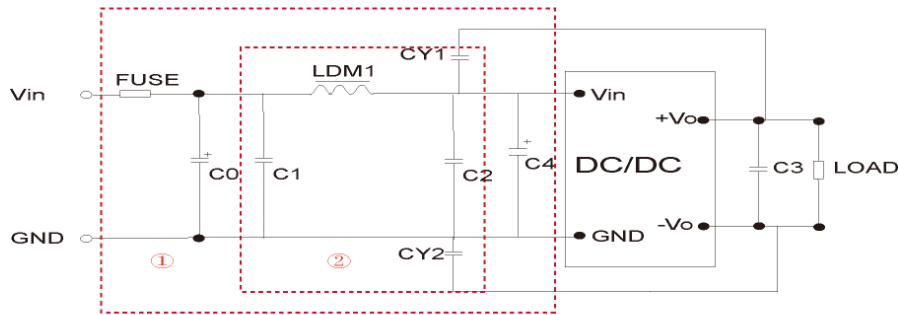 CY1
LDM1
FUSE
Vin
Vin
+Vo
+
C0
C1
C2
+
C4
DC/DC
C3
LOAD
GND
GND
-Vo
①
②
CY2